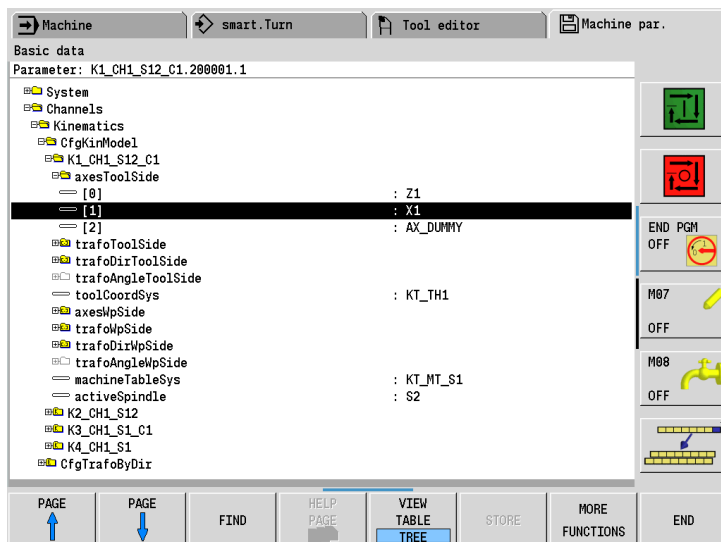 Machine smart.Turn Tool editor Machine par.
Basic data
Parameter: K1_CH1_S12_C1.200001.1
System
Channels
Kinematics
CfgKinModel
K1_CH1_S12_C1
axesToolSide
[0] : Z1
[1] : X1
[2] : AX_DUMMY
trafoToolSide
trafoDirToolSide
trafoAngleToolSide
toolCoordSys : KT_TH1
axesWpSide
trafoWpSide
trafoDirWpSide
trafoAngleWpSide
machineTableSys : KT_MT_S1
activeSpindle : S2
K2_CH1_S12
K3_CH1_S1_C1
K4_CH1_S1
CfgTrafoByDir
END PGM
OFF
M07
OFF
M08
OFF
PAGE
PAGE
FIND
HELP
PAGE
VIEW
TABLE
TREE
STORE
MORE
FUNCTIONS
END